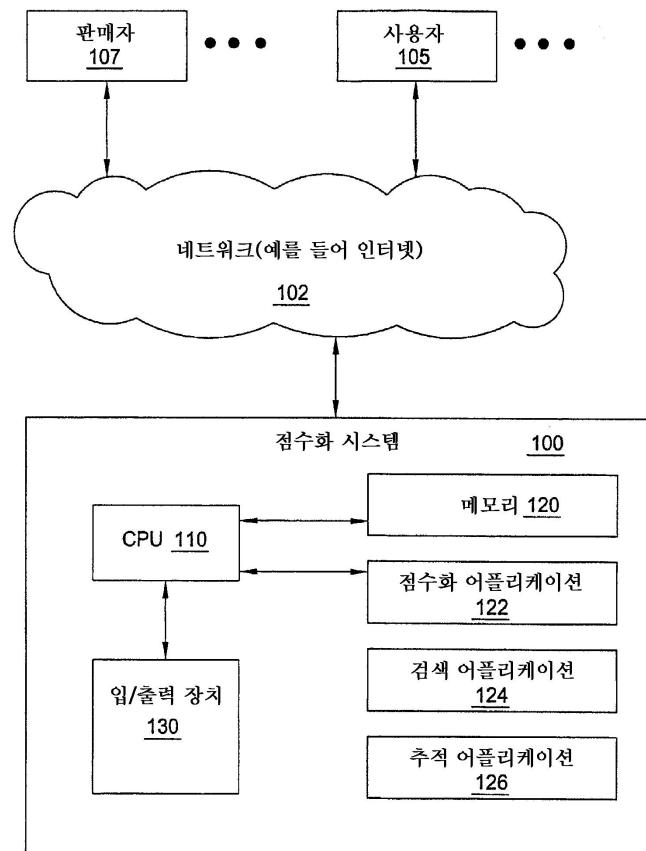 판매자
107
사용자
105
네트워크(예를 들어 인터넷)
102
점수화 시스템
100
CPU 110
메모리 120
점수화 어플리케이션
122
검색 어플리케이션
124
추적 어플리케이션
126
입/출력 장치
130